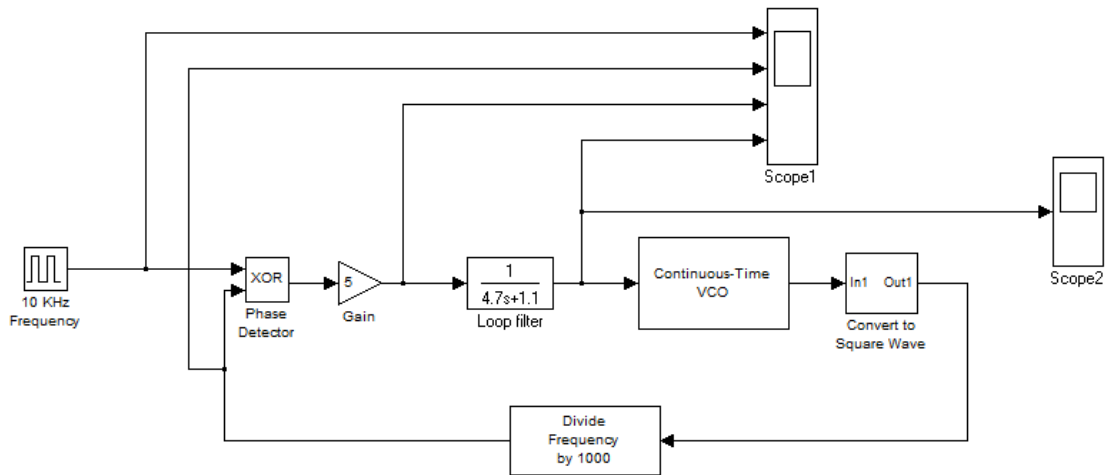 Scope1
Scope2
10 KHz
Frequency
XOR
Phase
Detector
5
Gain
1
4.7s+1.1
Loop filter
Continuous-Time
VCO
In1 Out1
Convert to
Square Wave
Divide
Frequency
by 1000